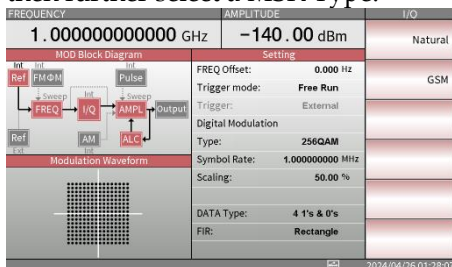 then further select a MSK Type.
FREQUENCY AMPLITUDE I/Q
1.000000000000 GHz -140.00 dBm
MOD Block Diagram
Int Int Int
Ref FMΦM Pulse
Sweep Int Sweep
FREQ I/Q AMPL Output
Ref AM ALC
Ext Int
Modulation Waveform
Setting
FREQ Offset: 0.000 Hz
Trigger mode: Free Run
Trigger: External
Digital Modulation
Type: 256QAM
Symbol Rate: 1.000000000 MHz
Scaling: 50.00 %
DATA Type: 4 1's & 0's
FIR: Rectangle
Natural
GSM
2024/04/26 01:28:07